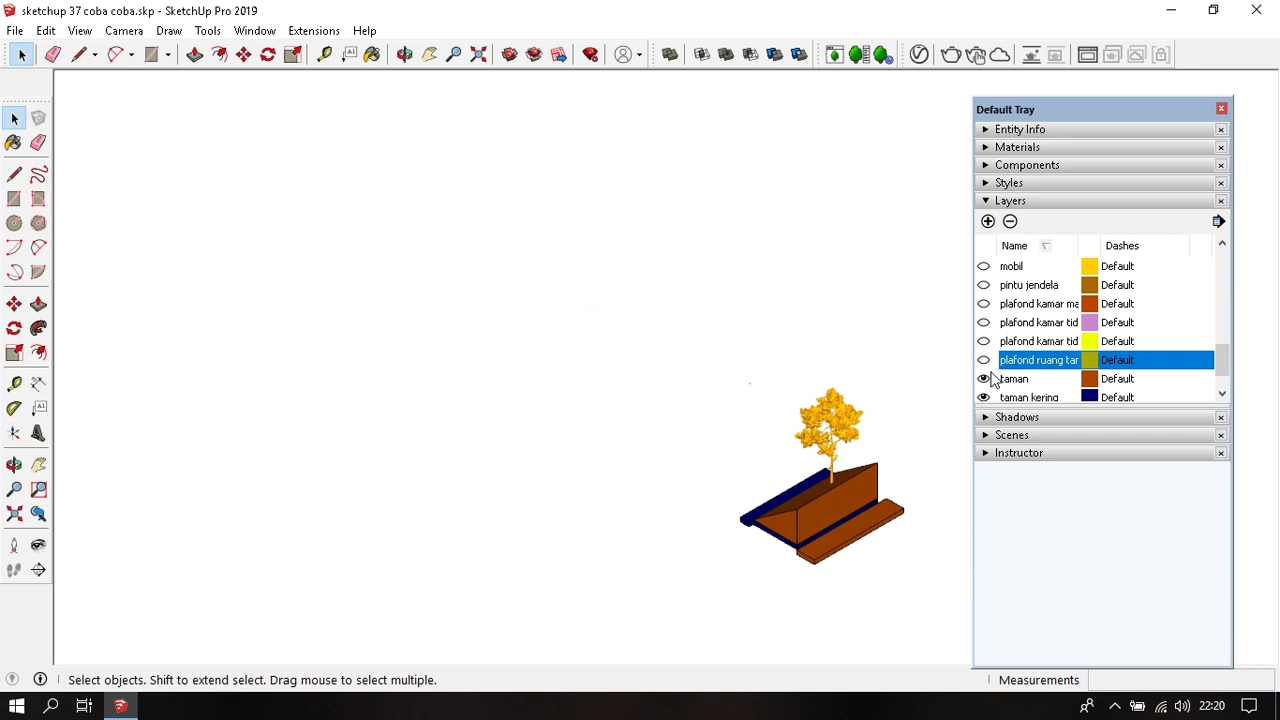 sketchup 37 coba coba.skp - SketchUp Pro 2019
File Edit View Camera Draw Tools Window Extensions Help
Default Tray
Entity Info
Materials
Components
Styles
Layers
Name Dashes
mobil Default
pintu jendela Default
plafond kamar ma Default
plafond kamar tid Default
plafond kamar tid Default
plafond ruang tar Default
taman Default
taman kering Default
Shadows
Scenes
Instructor
Select objects. Shift to extend select. Drag mouse to select multiple. Measurements
22:20